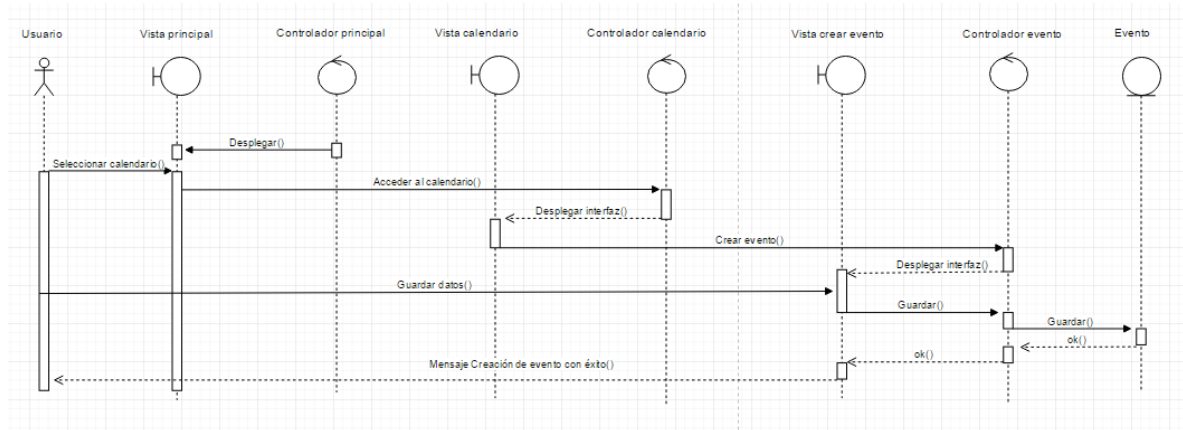 Usuario
Vista principal
Controlador principal
Vista calendario
Controlador calendario
Vista crear evento
Controlador evento
Evento
Desplegar()
Seleccionar calendario()
Acceder al calendario()
Desplegar interfaz()
Crear evento()
Desplegar interfaz()
Guardar datos()
Guardar()
Guardar()
ok()
ok()
Mensaje Creación de evento con éxito()